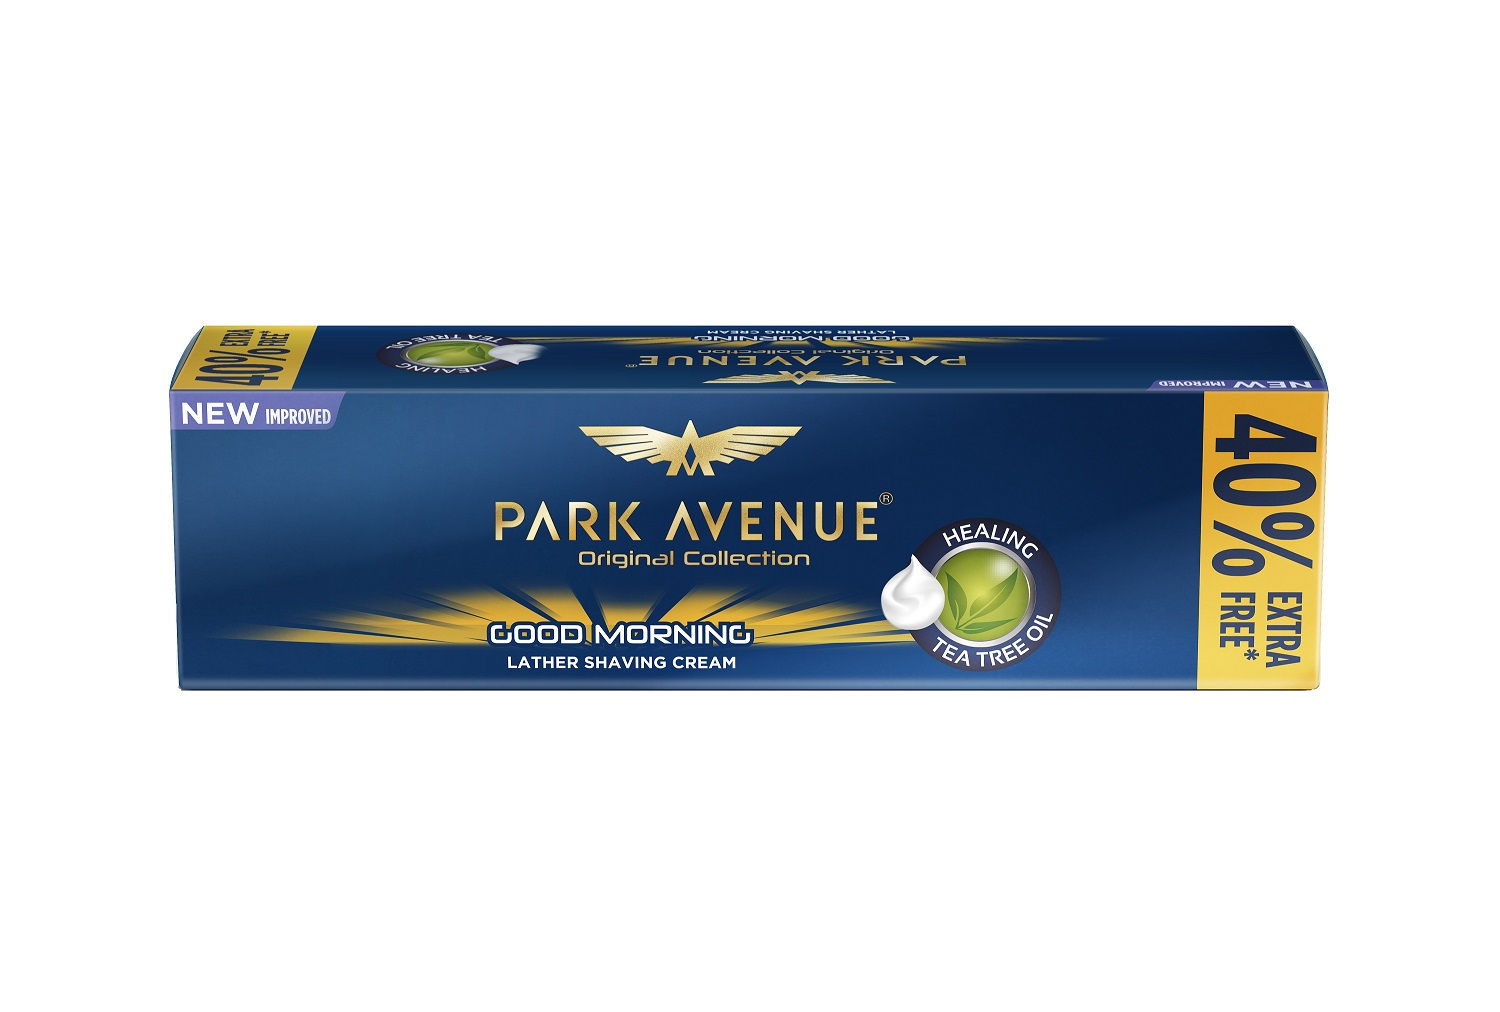 40% EXTRA
FREE*
HEALING
TEA TREE OIL
LATHER SHAVING CREAM
GOOD MORNING
Original Collection
PARK AVENUE®
NEW IMPROVED
NEW IMPROVED
PARK AVENUE®
Original Collection
GOOD MORNING
LATHER SHAVING CREAM
HEALING
TEA TREE OIL
40% EXTRA
FREE*